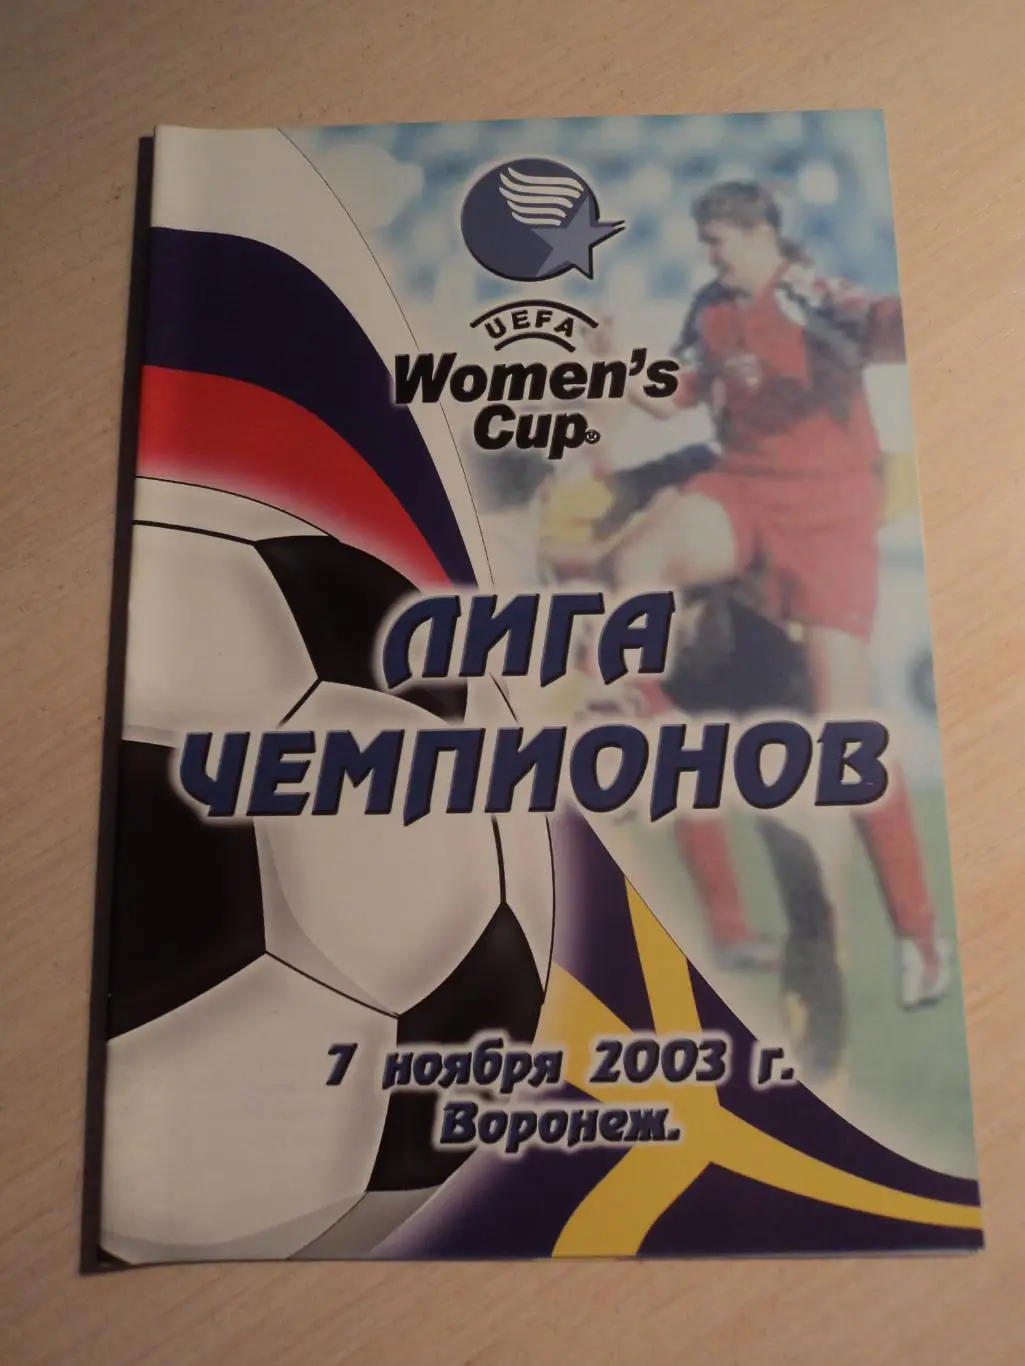 UEFA
Women's
Cup®
ЛИГА
ЧЕМПИОНОВ
7 ноября 2003 г.
Воронеж.